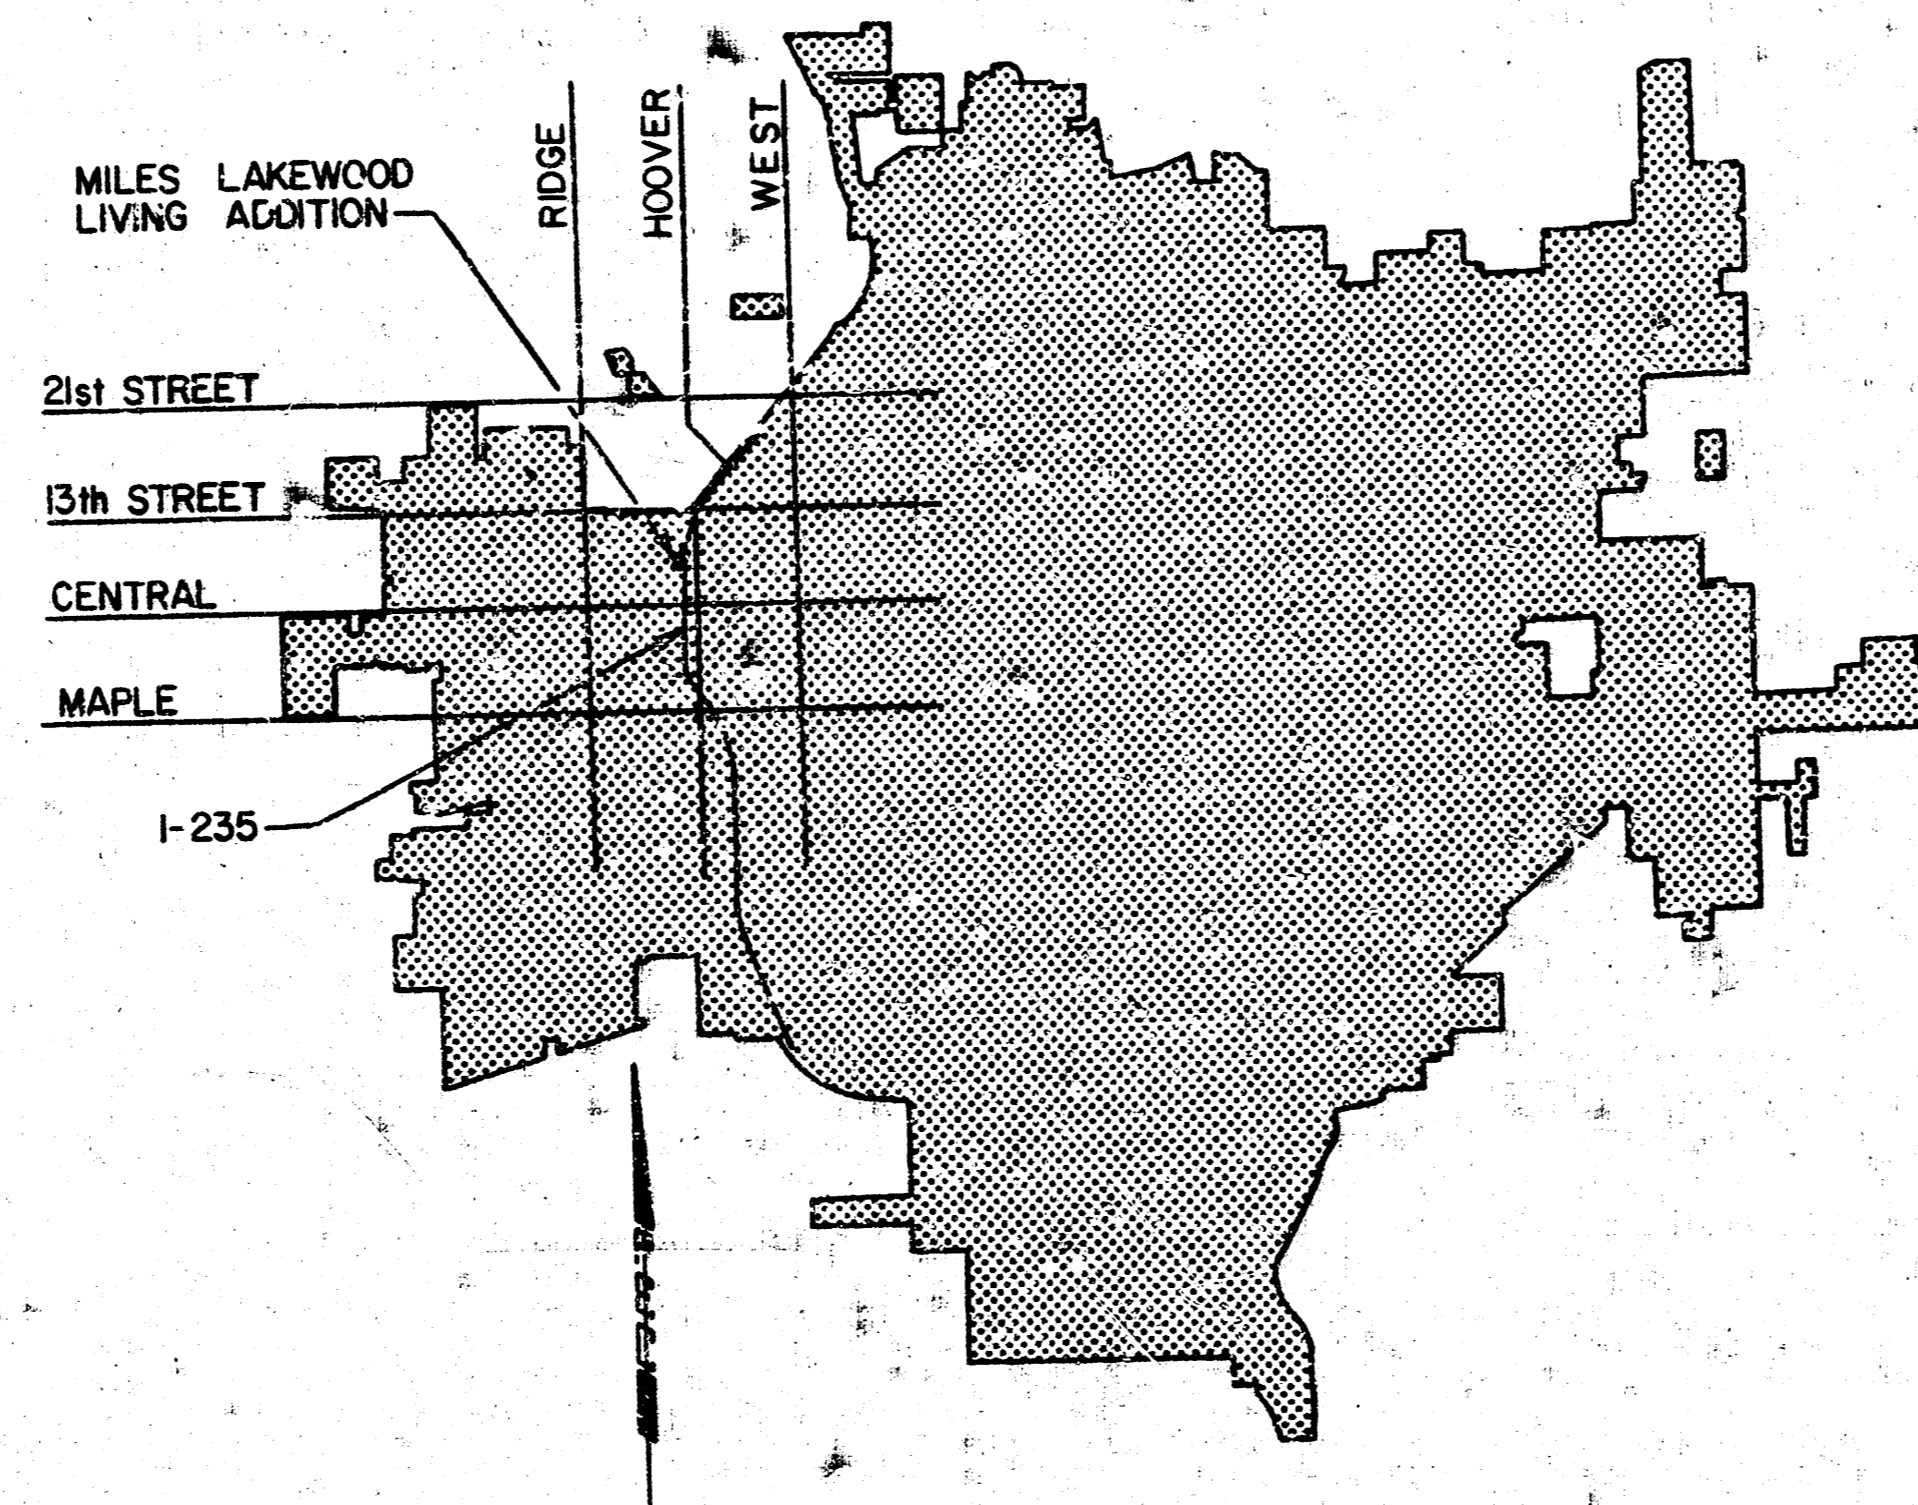 MILES LAKEWOOD
LIVING ADDITION
RIDGE
HOOVER
WEST
21st STREET
13th STREET
CENTRAL
MAPLE
I-235